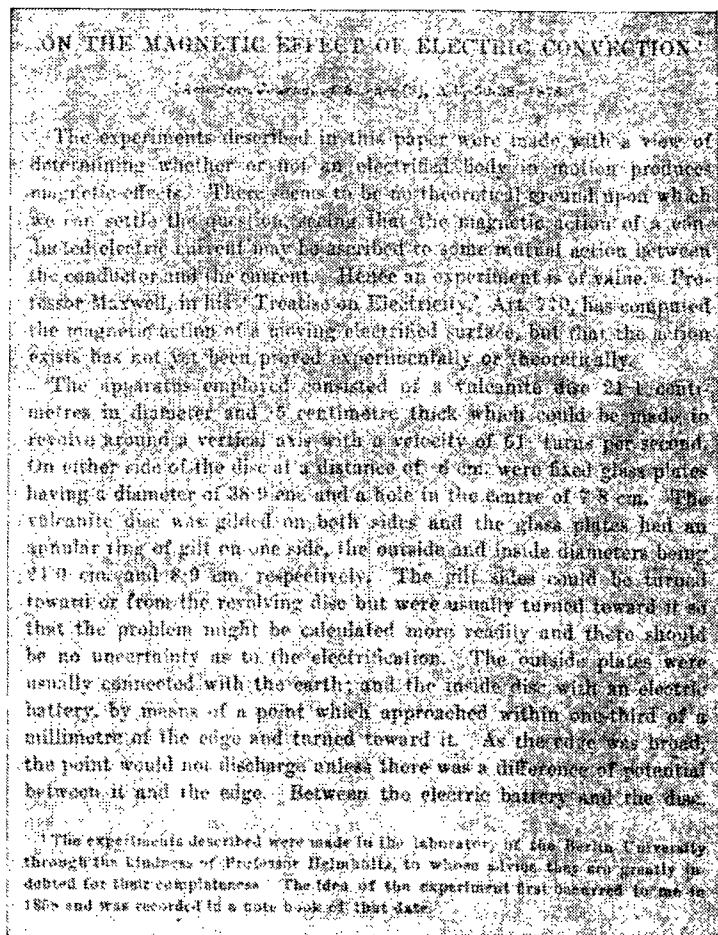 ON THE MAGNETIC EFFECT OF ELECTRIC CONVECTION¹
The experiments described in this paper were made with a view of
determining whether or not an electrified body in motion produces
magnetic effects. There seems to be no theoretical ground upon which
we can settle the question, seeing that the magnetic action of a con-
ducted electric current may be ascribed to some mutual action between
the conductor and the current. Hence an experiment is of value. Pro-
fessor Maxwell, in his ‘Treatise on Electricity,’ Art. 770, has computed
the magnetic action of a moving electrified surface, but that the action
exists has not yet been proved experimentally or theoretically.
The apparatus employed consisted of a vulcanite disc 21·1 centi-
metres in diameter and ·5 centimetre thick which could be made to
revolve around a vertical axis with a velocity of 61· turns per second.
On either side of the disc at a distance of ·6 cm. were fixed glass plates
having a diameter of 38·9 cm. and a hole in the centre of 7·8 cm. The
vulcanite disc was gilded on both sides and the glass plates had an
annular ring of gilt on one side, the outside and inside diameters being
cm. and 8·9 cm. respectively. The gilt sides could be turned
toward or from the revolving disc but were usually turned toward it so
that the problem might be calculated more readily and there should
be no uncertainty as to the electrification. The outside plates were
usually connected with the earth; and the inside disc with an electric
battery, by means of a point which approached within one-third of a
millimetre of the edge and turned toward it. As the edge was broad,
the point would not discharge unless there was a difference of potential
between it and the edge. Between the electric battery and the disc,
¹ The experiments described were made in the laboratory of the Berlin University
through the kindness of Professor Helmholtz, to whose advice they are greatly in-
debted for their completeness. The idea of the experiment first occurred to me in
and was recorded in a note book of that date.